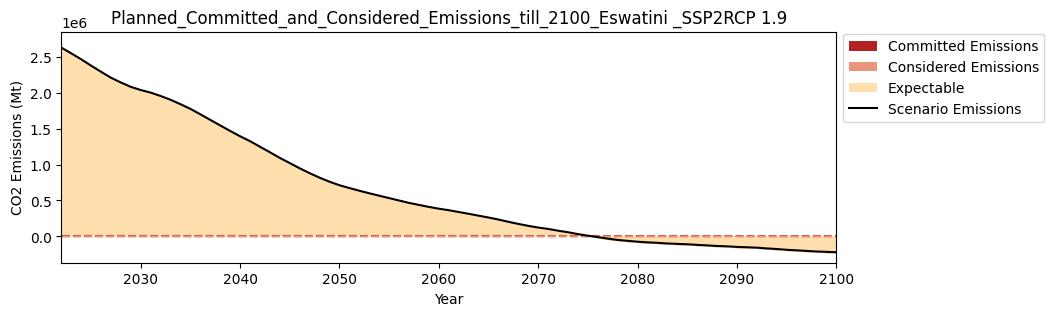 Planned_Committed_and_Considered_Emissions_till_2100_Eswatini _SSP2RCP 1.9
1e6
Committed Emissions
Considered Emissions
Expectable
Scenario Emissions
CO2 Emissions (Mt)
2.5
2.0
1.5
1.0
0.5
0.0
2030 2040 2050 2060 2070 2080 2090 2100
Year